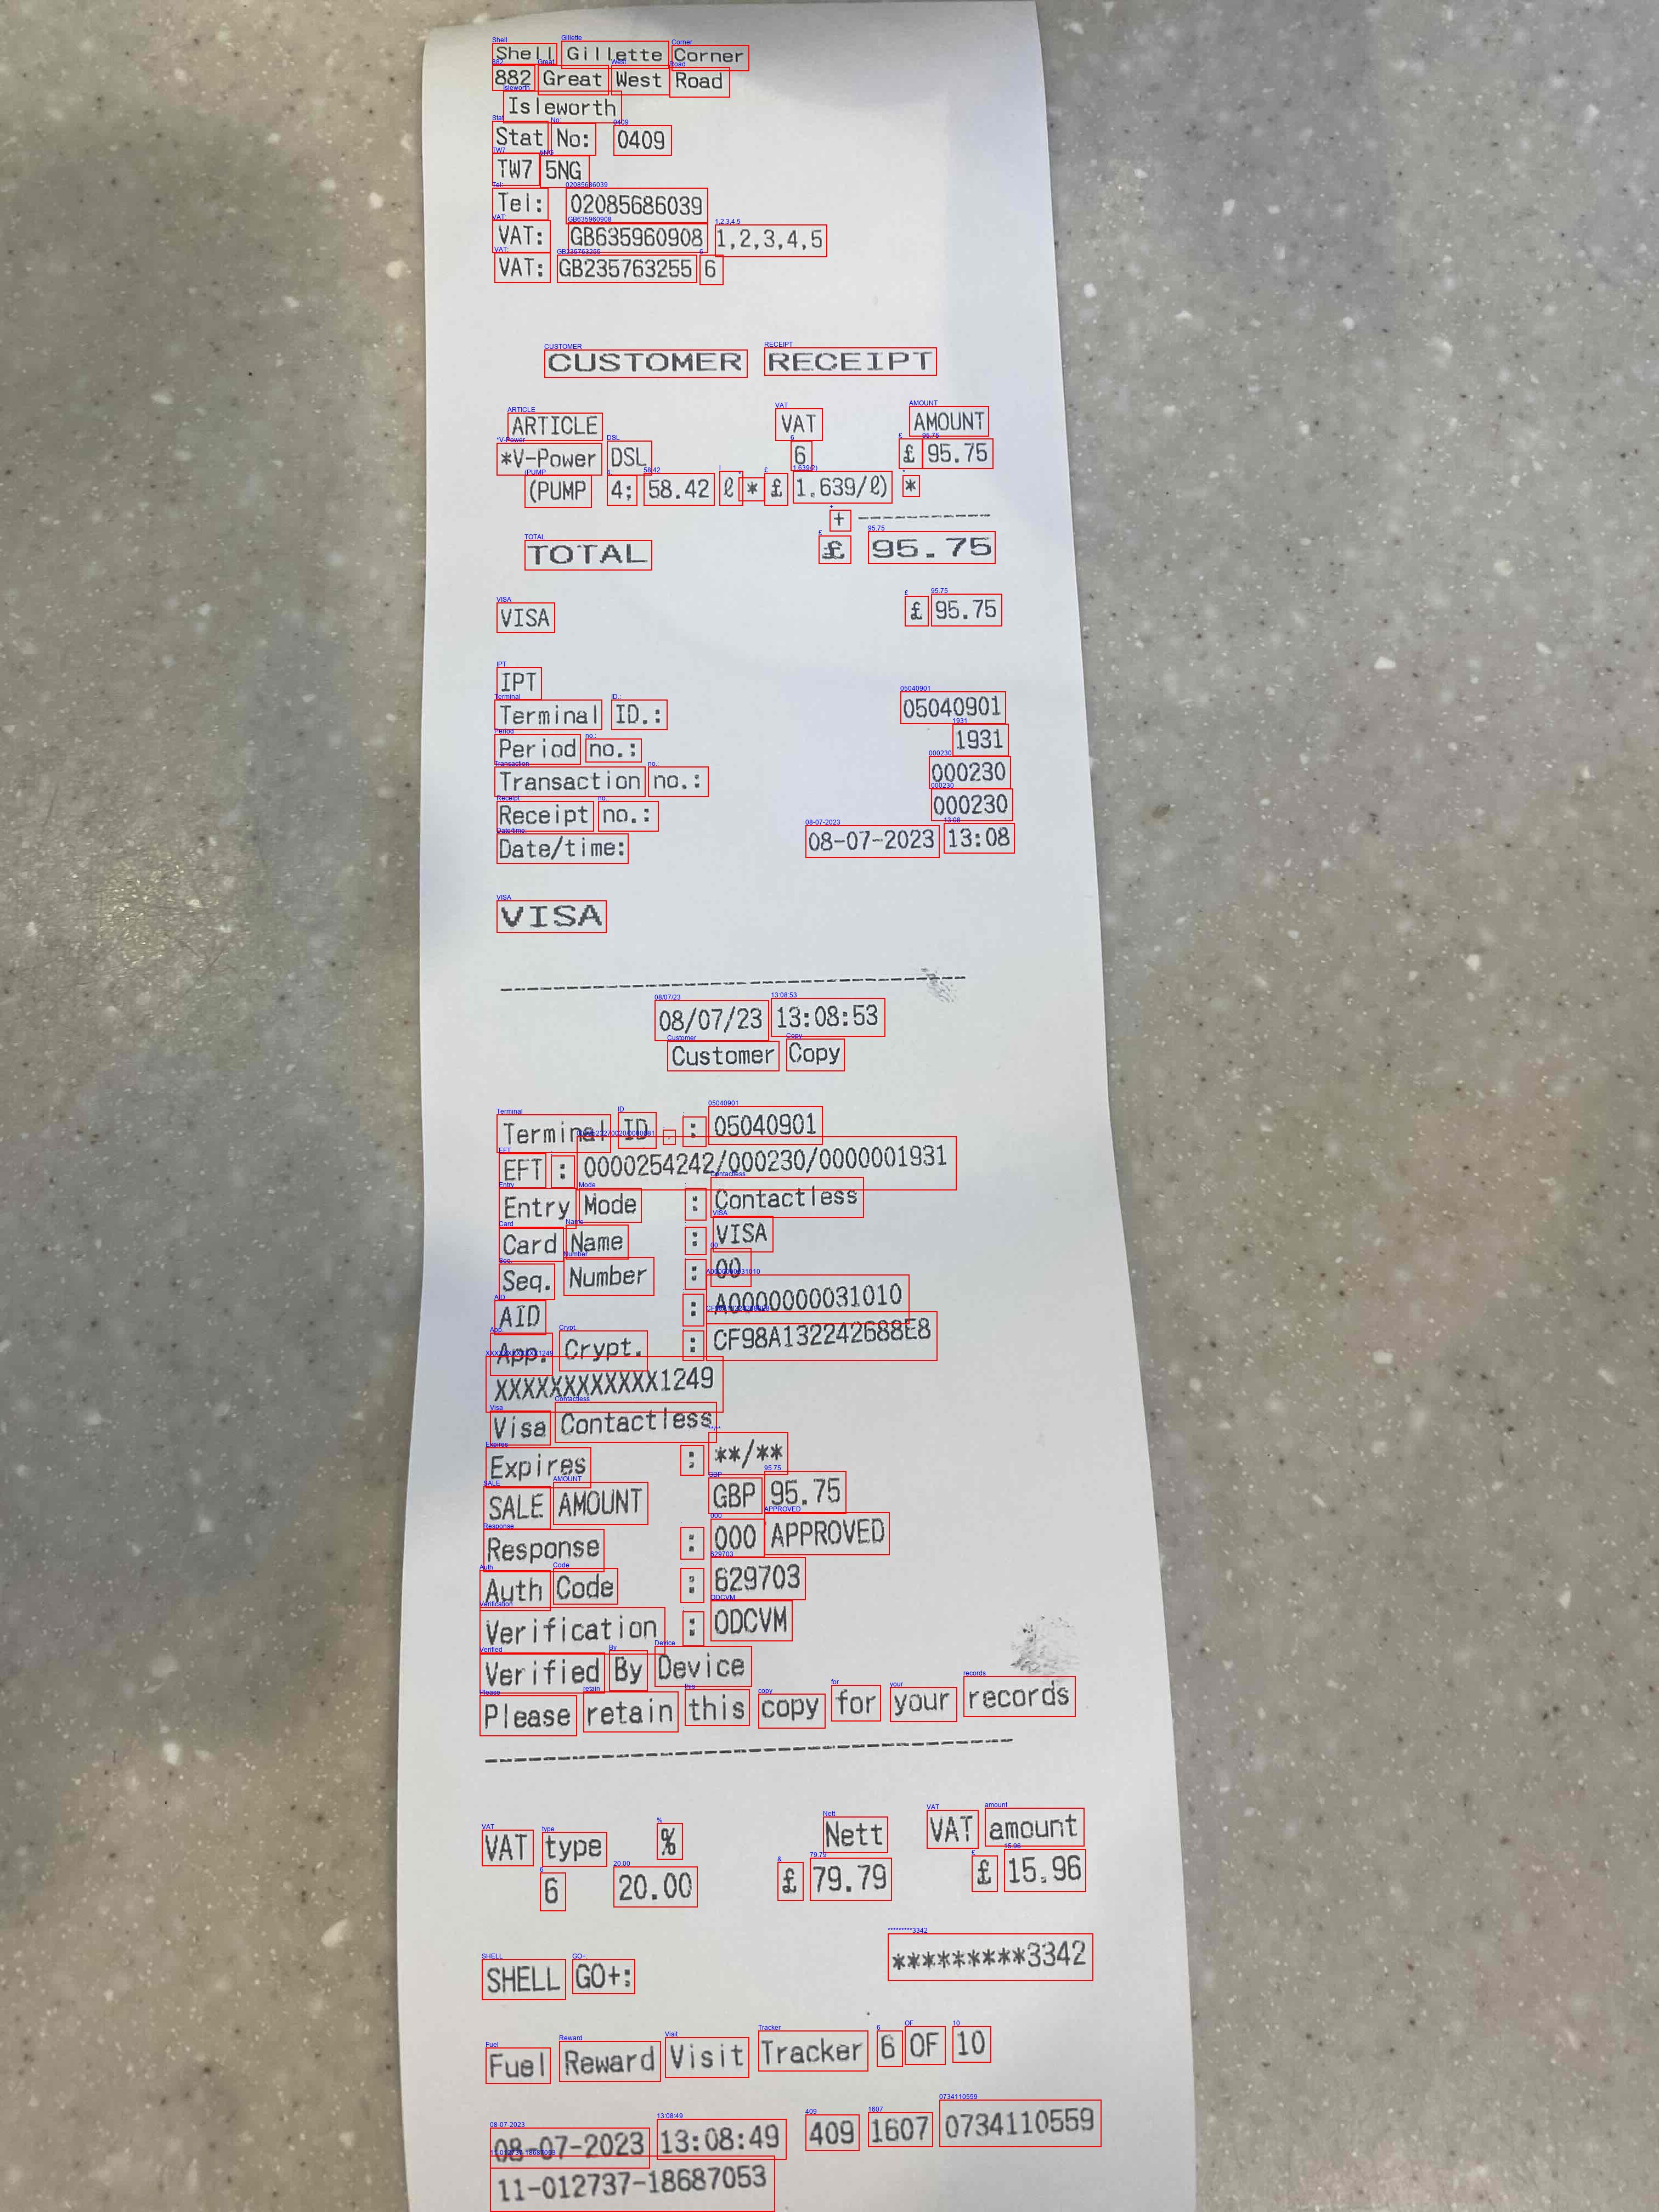 Shell Gillette Corner
882 Great West Road
Isleworth
Stat No: 0409
TW7 5NG
Tel: 02085686039
VAT: GB635960908 1,2,3,4,5
VAT: GB235763255 6
CUSTOMER RECEIPT
ARTICLE VAT AMOUNT
*V-Power DSL 6 £ 95.75
(PUMP 4; 58.42 ℓ * £ 1.639/ℓ) *
+ ------------
TOTAL £ 95.75
VISA £ 95.75
IPT
Terminal ID.: 05040901
Period no.: 1931
Transaction no.: 000230
Receipt no.: 000230
Date/time: 08-07-2023 13:08
VISA
08/07/23 13:08:53
Customer Copy
Terminal ID. : 05040901
EFT : 0000254242/000230/0000001931
Entry Mode : Contactless
Card Name : VISA
Seq. Number : 00
AID : A0000000031010
App. Crypt. : CF98A132242688E8
XXXXXXXXXXXX1249
Visa Contactless
Expires : **/**
SALE AMOUNT GBP 95.75
Response : 000 APPROVED
Auth Code : 629703
Verification : ODCVM
Verified By Device
Please retain this copy for your records
VAT type % Nett VAT amount
6 20.00 £ 79.79 £ 15.96
SHELL GO+: *********3342
Fuel Reward Visit Tracker 6 OF 10
08-07-2023 13:08:49 409 1607 0734110559
11-012737-18687053